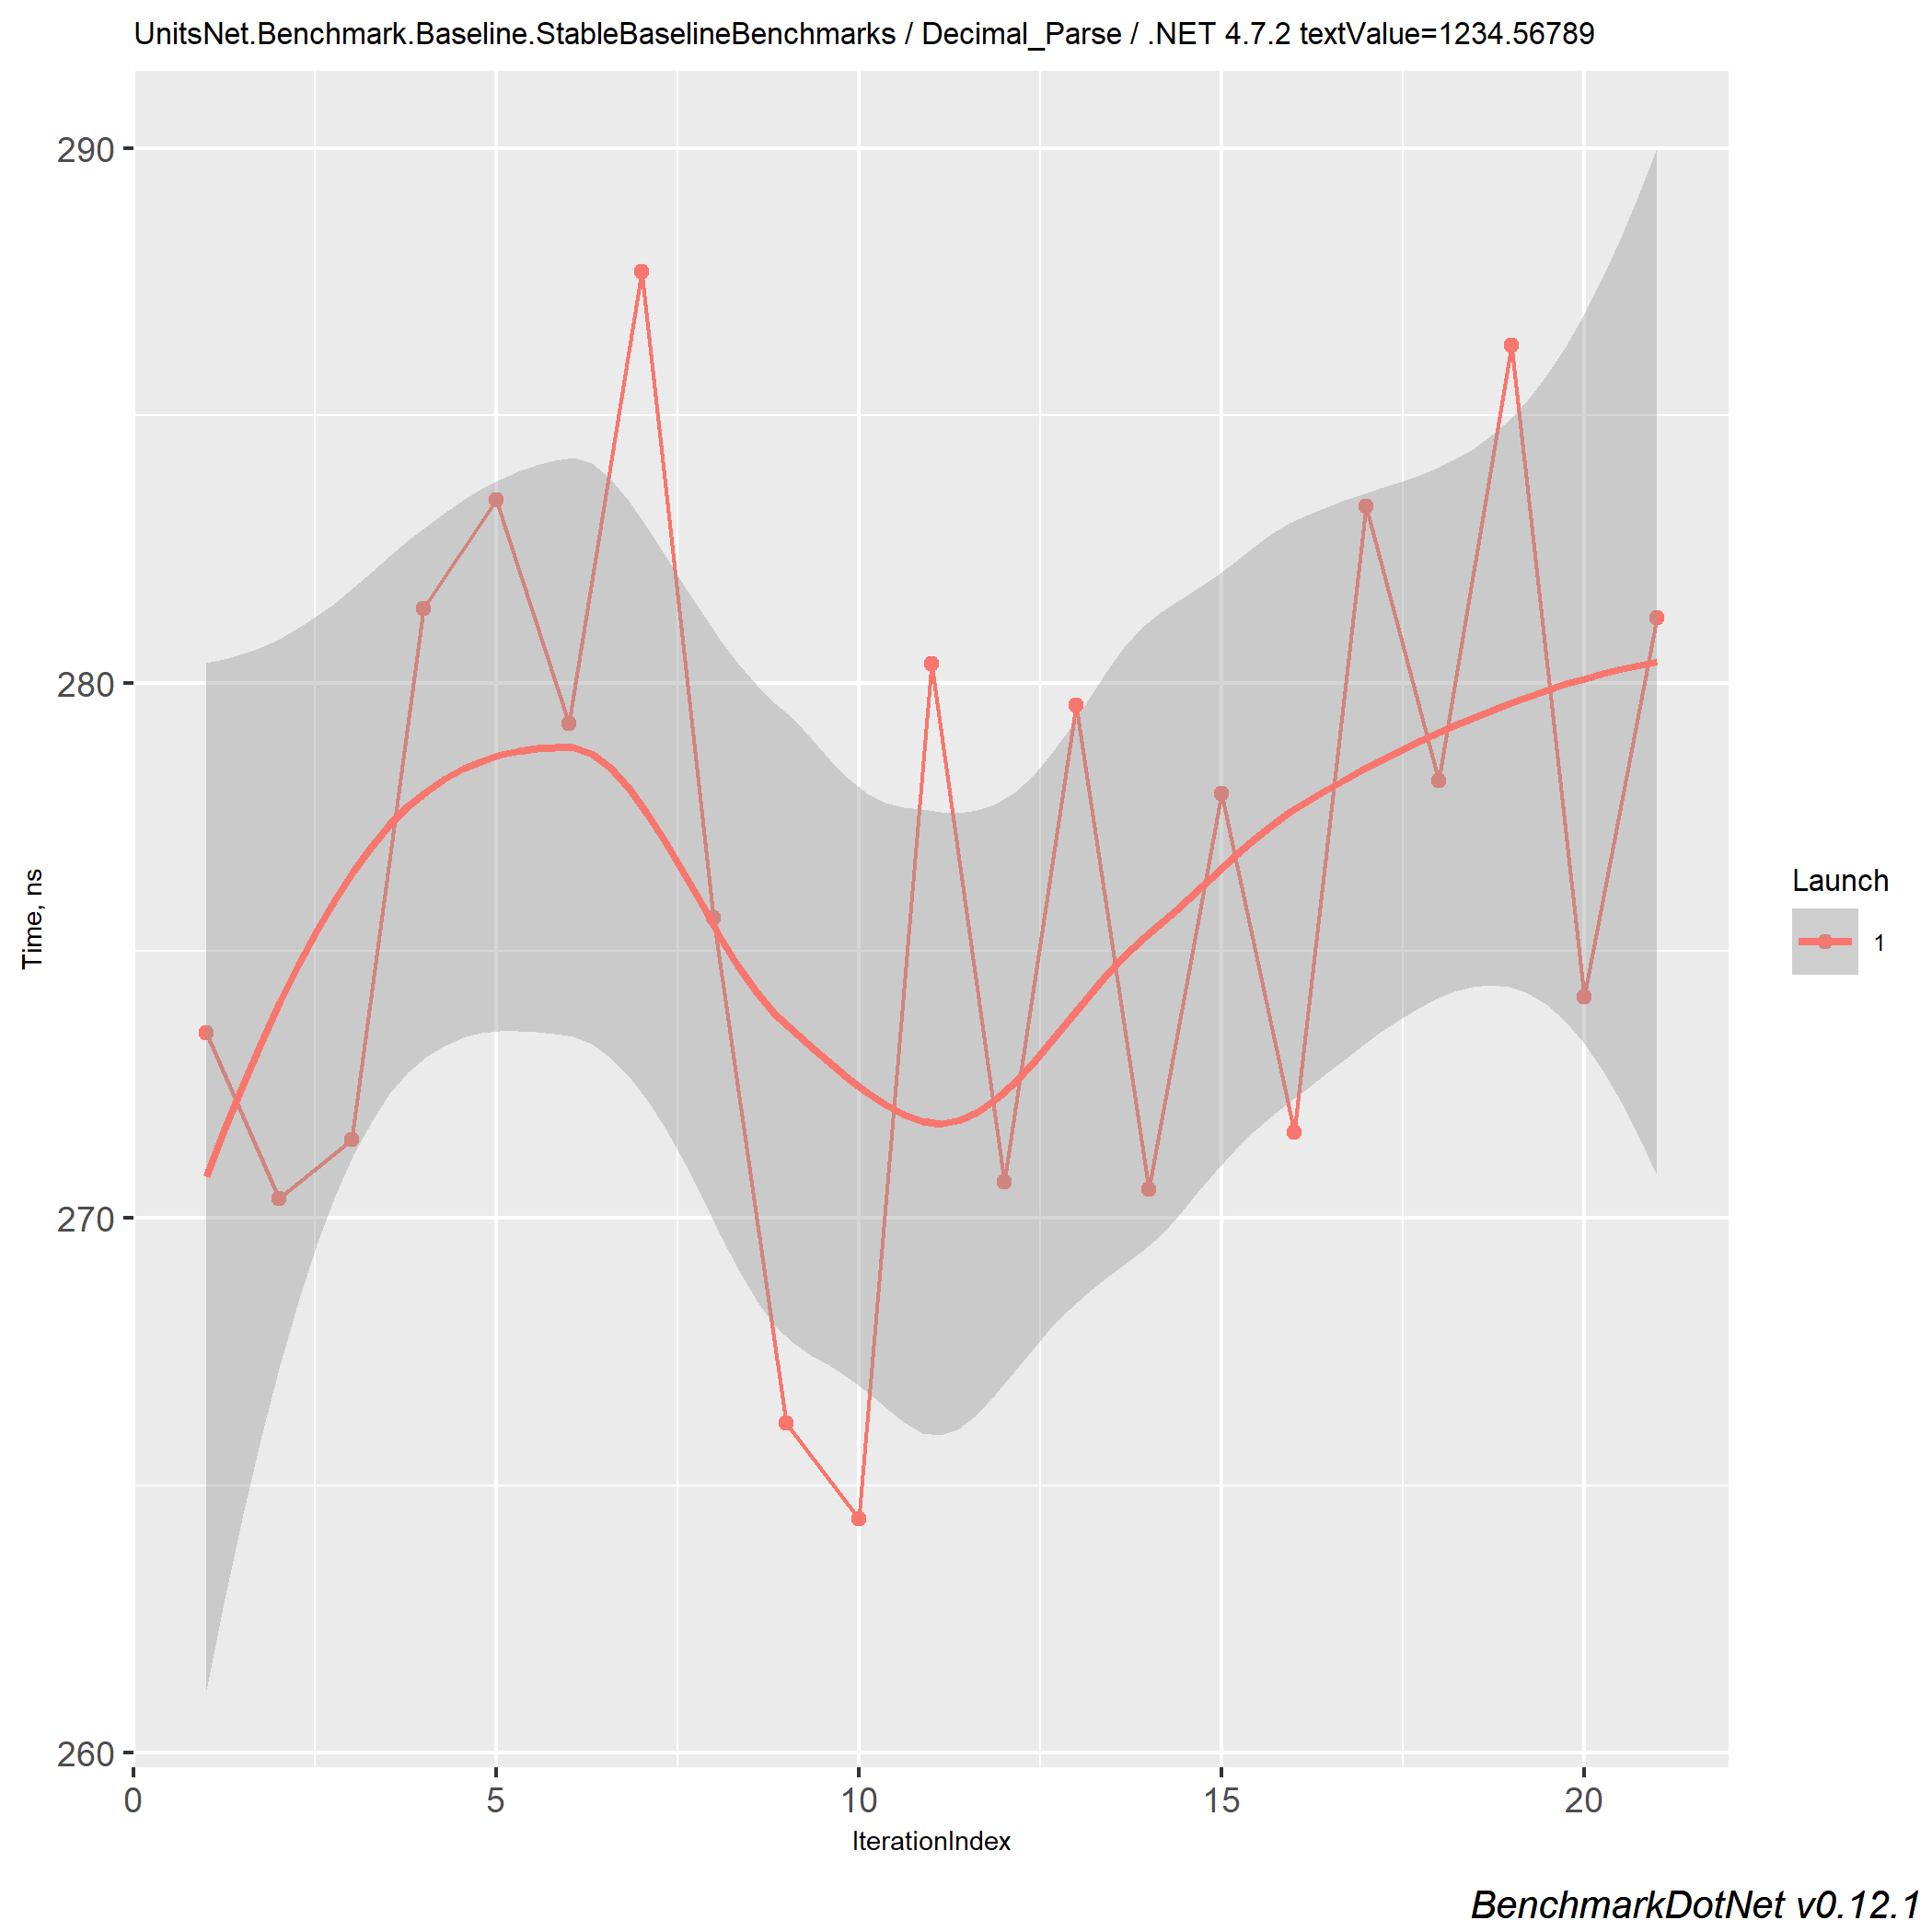 UnitsNet.Benchmark.Baseline.StableBaselineBenchmarks / Decimal_Parse / .NET 4.7.2 textValue=1234.56789
290
280
270
260
Time, ns
0 5 10 15 20
IterationIndex
Launch
1
BenchmarkDotNet v0.12.1